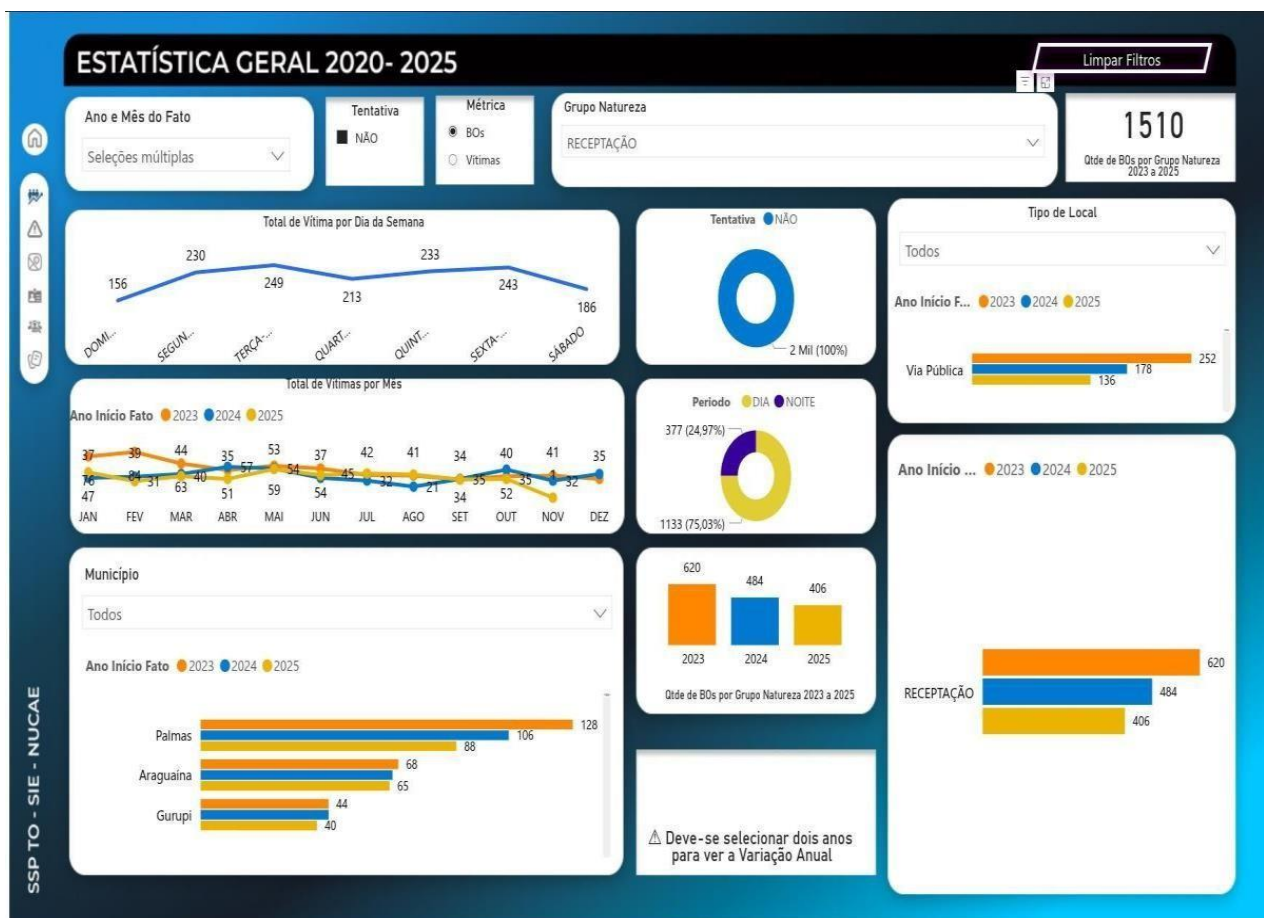 ESTATÍSTICA GERAL 2020- 2025
Limpar Filtros
Ano e Mês do Fato
Seleções múltiplas
Tentativa
NÃO
Métrica
BOs
Vítimas
Grupo Natureza
RECEPTAÇÃO
1510
Qtde de BOs por Grupo Natureza
2023 a 2025
Total de Vítima por Dia da Semana
156
230
249
213
233
243
186
DOMI...
SEGUN...
TERÇA-...
QUART...
QUINT...
SEXTA-...
SÁBADO
Tentativa NÃO
2 Mil (100%)
Tipo de Local
Todos
Ano Início F... 2023 2024 2025
Via Pública
252
178
136
Total de Vítimas por Mês
Ano Início Fato 2023 2024 2025
37 39 44 35 53 37 42 41 34 40 41 35
31 40 57 54 45 32 21 35 35 32
47 63 51 59 54 34 52
JAN FEV MAR ABR MAI JUN JUL AGO SET OUT NOV DEZ
Periodo DIA NOITE
377 (24,97%)
1133 (75,03%)
Ano Início ... 2023 2024 2025
RECEPTAÇÃO
620
484
406
Município
Todos
Ano Início Fato 2023 2024 2025
Palmas
128
106
88
Araguaína
68
65
Gurupi
44
40
620
484
406
2023 2024 2025
Qtde de BOs por Grupo Natureza 2023 a 2025
⚠ Deve-se selecionar dois anos
para ver a Variação Anual
SSP TO - SIE - NUCAE